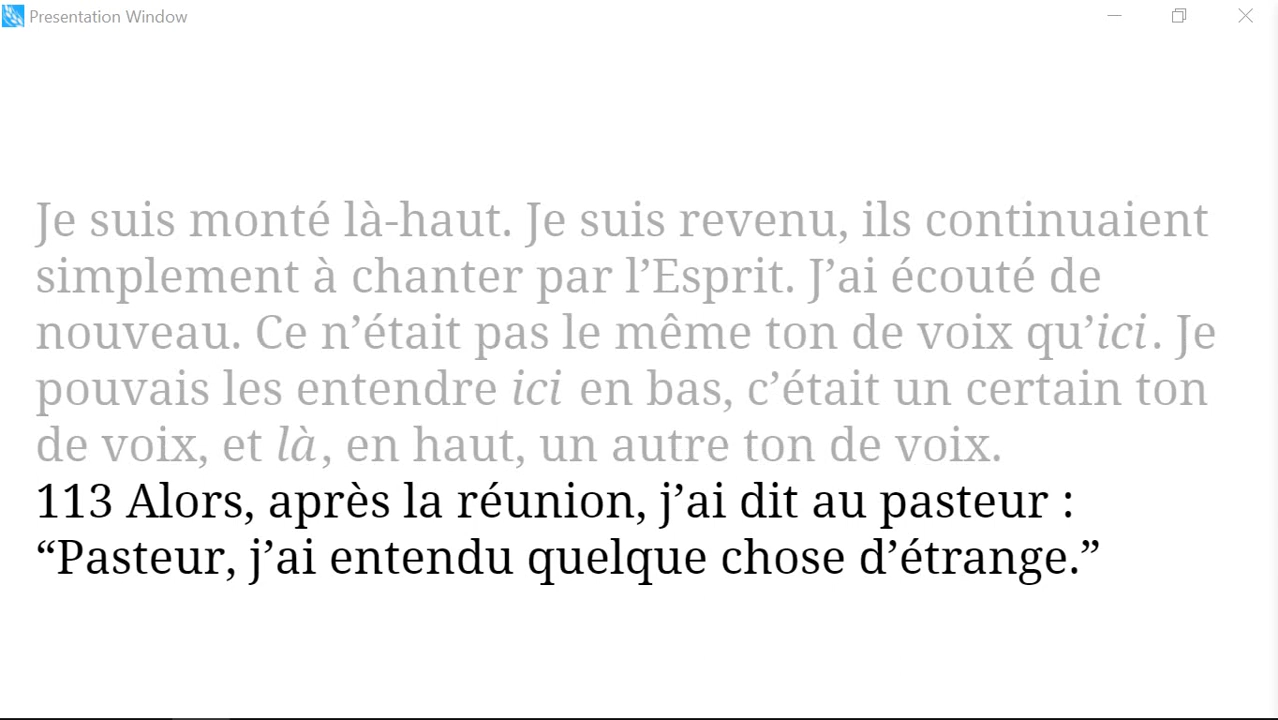 Presentation Window
Je suis monté là-haut. Je suis revenu, ils continuaient
simplement à chanter par l’Esprit. J’ai écouté de
nouveau. Ce n’était pas le même ton de voix qu’ici. Je
pouvais les entendre ici en bas, c’était un certain ton
de voix, et là, en haut, un autre ton de voix.
113 Alors, après la réunion, j’ai dit au pasteur :
“Pasteur, j’ai entendu quelque chose d’étrange.”